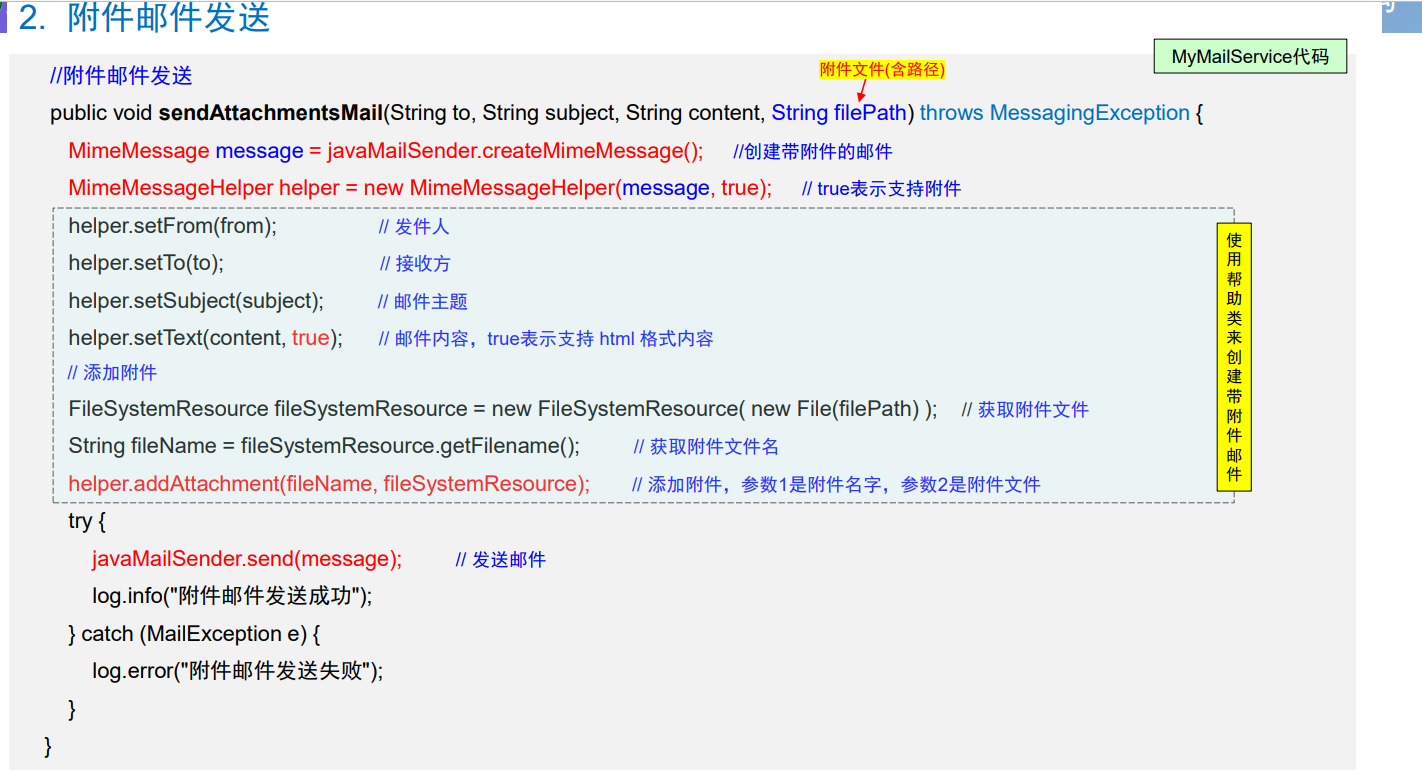 2. 附件邮件发送
MyMailService代码
附件文件(含路径)
//附件邮件发送
public void sendAttachmentsMail(String to, String subject, String content, String filePath) throws MessagingException {
MimeMessage message = javaMailSender.createMimeMessage(); //创建带附件的邮件
MimeMessageHelper helper = new MimeMessageHelper(message, true); // true表示支持附件
helper.setFrom(from); // 发件人
helper.setTo(to); // 接收方
helper.setSubject(subject); // 邮件主题
helper.setText(content, true); // 邮件内容，true表示支持 html 格式内容
// 添加附件
FileSystemResource fileSystemResource = new FileSystemResource( new File(filePath) ); // 获取附件文件
String fileName = fileSystemResource.getFilename(); // 获取附件文件名
helper.addAttachment(fileName, fileSystemResource); // 添加附件，参数1是附件名字，参数2是附件文件
使用帮助类来创建带附件邮件
try {
javaMailSender.send(message); // 发送邮件
log.info("附件邮件发送成功");
} catch (MailException e) {
log.error("附件邮件发送失败");
}
}